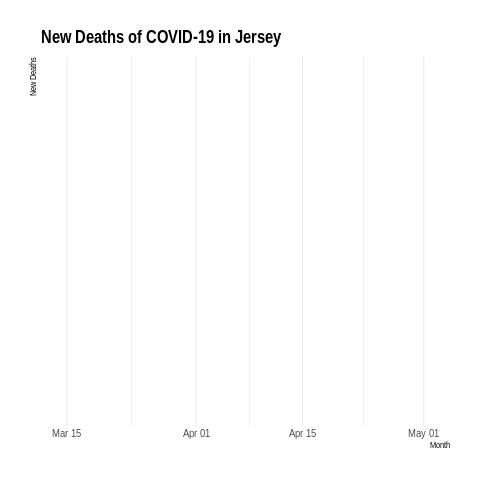 New Deaths of COVID-19 in Jersey
New Deaths
Mar 15
Apr 01
Apr 15
May 01
Month